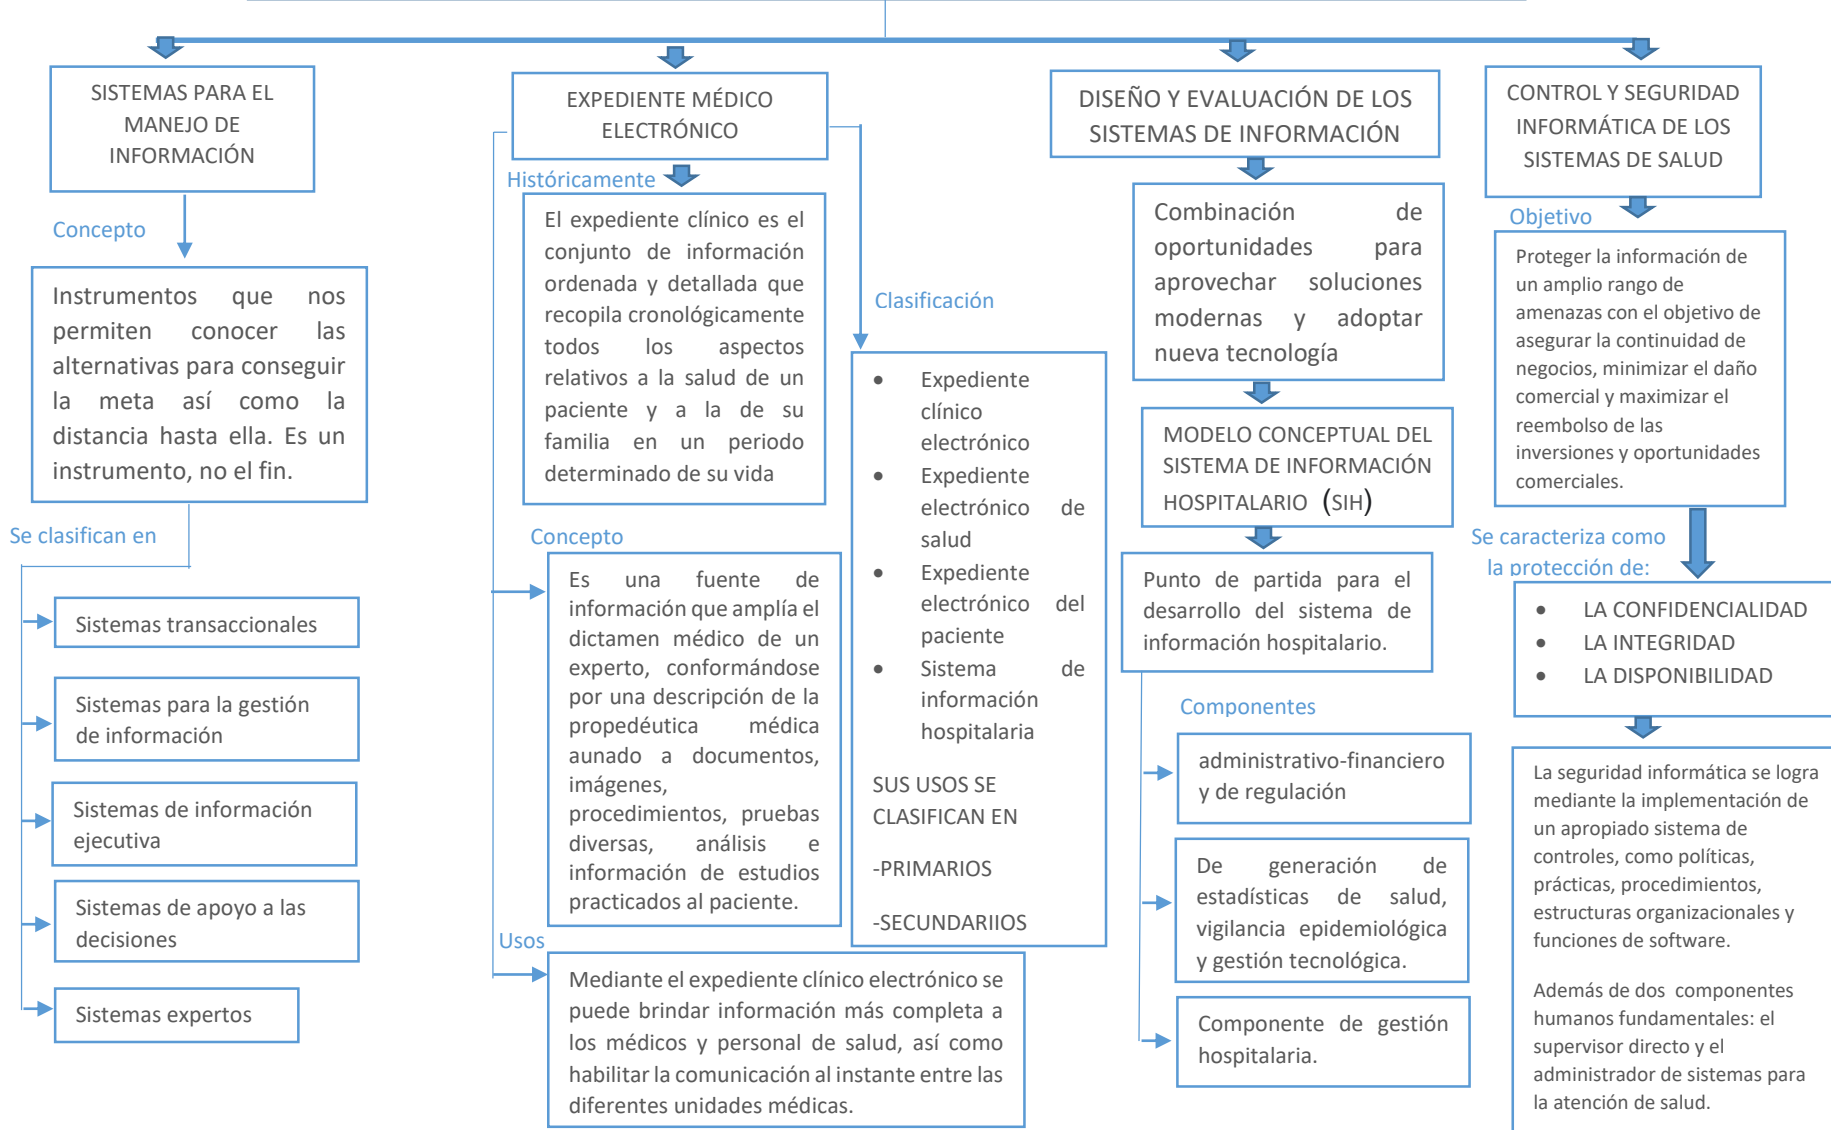 SISTEMAS PARA EL
MANEJO DE
INFORMACIÓN
Concepto
Instrumentos que nos
permiten conocer las
alternativas para conseguir
la meta así como la
distancia hasta ella. Es un
instrumento, no el fin.
Se clasifican en
Sistemas transaccionales
Sistemas para la gestión
de información
Sistemas de información
ejecutiva
Sistemas de apoyo a las
decisiones
Sistemas expertos
EXPEDIENTE MÉDICO
ELECTRÓNICO
Históricamente
El expediente clínico es el
conjunto de información
ordenada y detallada que
recopila cronológicamente
todos los aspectos
relativos a la salud de un
paciente y a la de su
familia en un periodo
determinado de su vida
Concepto
Es una fuente de
información que amplía el
dictamen médico de un
experto, conformándose
por una descripción de la
propedéutica médica
aunado a documentos,
imágenes,
procedimientos, pruebas
diversas, análisis e
información de estudios
practicados al paciente.
Usos
Mediante el expediente clínico electrónico se
puede brindar información más completa a
los médicos y personal de salud, así como
habilitar la comunicación al instante entre las
diferentes unidades médicas.
Clasificación
• Expediente
clínico
electrónico
• Expediente
electrónico de
salud
• Expediente
electrónico del
paciente
• Sistema de
información
hospitalaria
SUS USOS SE
CLASIFICAN EN
-PRIMARIOS
-SECUNDARIIOS
DISEÑO Y EVALUACIÓN DE LOS
SISTEMAS DE INFORMACIÓN
Combinación de
oportunidades para
aprovechar soluciones
modernas y adoptar
nueva tecnología
MODELO CONCEPTUAL DEL
SISTEMA DE INFORMACIÓN
HOSPITALARIO (SIH)
Punto de partida para el
desarrollo del sistema de
información hospitalario.
Componentes
administrativo-financiero
y de regulación
De generación de
estadísticas de salud,
vigilancia epidemiológica
y gestión tecnológica.
Componente de gestión
hospitalaria.
CONTROL Y SEGURIDAD
INFORMÁTICA DE LOS
SISTEMAS DE SALUD
Objetivo
Proteger la información de
un amplio rango de
amenazas con el objetivo de
asegurar la continuidad de
negocios, minimizar el daño
comercial y maximizar el
reembolso de las
inversiones y oportunidades
comerciales.
Se caracteriza como
la protección de:
• LA CONFIDENCIALIDAD
• LA INTEGRIDAD
• LA DISPONIBILIDAD
La seguridad informática se logra
mediante la implementación de
un apropiado sistema de
controles, como políticas,
prácticas, procedimientos,
estructuras organizacionales y
funciones de software.
Además de dos componentes
humanos fundamentales: el
supervisor directo y el
administrador de sistemas para
la atención de salud.